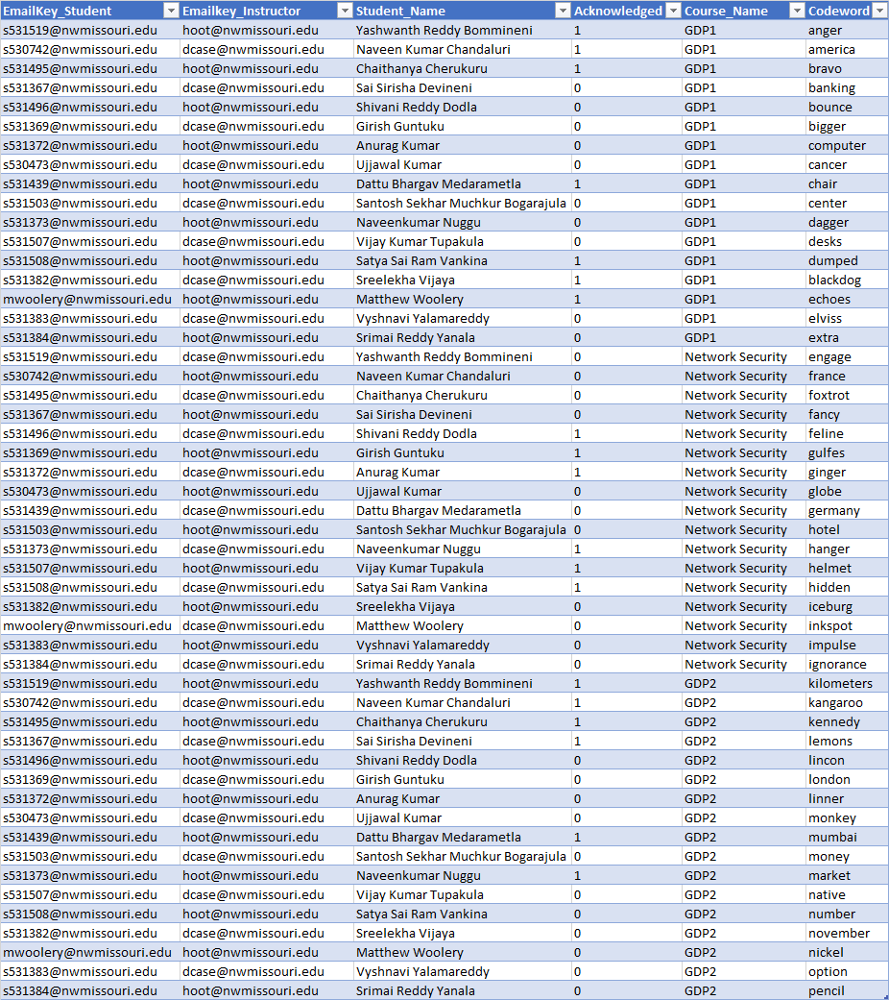 EmailKey_Student Emailkey_Instructor Student_Name Acknowledged Course_Name Codeword
s531519@nwmissouri.edu hoot@nwmissouri.edu Yashwanth Reddy Bommineni 1 GDP1 anger
s530742@nwmissouri.edu dcase@nwmissouri.edu Naveen Kumar Chandaluri 1 GDP1 america
s531495@nwmissouri.edu hoot@nwmissouri.edu Chaithanya Cherukuru 1 GDP1 bravo
s531367@nwmissouri.edu dcase@nwmissouri.edu Sai Sirisha Devineni 0 GDP1 banking
s531496@nwmissouri.edu hoot@nwmissouri.edu Shivani Reddy Dodla 0 GDP1 bounce
s531369@nwmissouri.edu dcase@nwmissouri.edu Girish Guntuku 0 GDP1 bigger
s531372@nwmissouri.edu hoot@nwmissouri.edu Anurag Kumar 0 GDP1 computer
s530473@nwmissouri.edu dcase@nwmissouri.edu Ujjawal Kumar 0 GDP1 cancer
s531439@nwmissouri.edu hoot@nwmissouri.edu Dattu Bhargav Medarametla 1 GDP1 chair
s531503@nwmissouri.edu dcase@nwmissouri.edu Santosh Sekhar Muchkur Bogarajula 0 GDP1 center
s531373@nwmissouri.edu hoot@nwmissouri.edu Naveenkumar Nuggu 0 GDP1 dagger
s531507@nwmissouri.edu dcase@nwmissouri.edu Vijay Kumar Tupakula 0 GDP1 desks
s531508@nwmissouri.edu hoot@nwmissouri.edu Satya Sai Ram Vankina 1 GDP1 dumped
s531382@nwmissouri.edu dcase@nwmissouri.edu Sreelekha Vijaya 1 GDP1 blackdog
mwoolery@nwmissouri.edu hoot@nwmissouri.edu Matthew Woolery 1 GDP1 echoes
s531383@nwmissouri.edu dcase@nwmissouri.edu Vyshnavi Yalamareddy 0 GDP1 elviss
s531384@nwmissouri.edu hoot@nwmissouri.edu Srimai Reddy Yanala 0 GDP1 extra
s531519@nwmissouri.edu dcase@nwmissouri.edu Yashwanth Reddy Bommineni 0 Network Security engage
s530742@nwmissouri.edu hoot@nwmissouri.edu Naveen Kumar Chandaluri 0 Network Security france
s531495@nwmissouri.edu dcase@nwmissouri.edu Chaithanya Cherukuru 0 Network Security foxtrot
s531367@nwmissouri.edu hoot@nwmissouri.edu Sai Sirisha Devineni 0 Network Security fancy
s531496@nwmissouri.edu dcase@nwmissouri.edu Shivani Reddy Dodla 1 Network Security feline
s531369@nwmissouri.edu hoot@nwmissouri.edu Girish Guntuku 1 Network Security gulfes
s531372@nwmissouri.edu dcase@nwmissouri.edu Anurag Kumar 1 Network Security ginger
s530473@nwmissouri.edu hoot@nwmissouri.edu Ujjawal Kumar 0 Network Security globe
s531439@nwmissouri.edu dcase@nwmissouri.edu Dattu Bhargav Medarametla 0 Network Security germany
s531503@nwmissouri.edu hoot@nwmissouri.edu Santosh Sekhar Muchkur Bogarajula 0 Network Security hotel
s531373@nwmissouri.edu dcase@nwmissouri.edu Naveenkumar Nuggu 1 Network Security hanger
s531507@nwmissouri.edu hoot@nwmissouri.edu Vijay Kumar Tupakula 1 Network Security helmet
s531508@nwmissouri.edu dcase@nwmissouri.edu Satya Sai Ram Vankina 1 Network Security hidden
s531382@nwmissouri.edu hoot@nwmissouri.edu Sreelekha Vijaya 0 Network Security iceburg
mwoolery@nwmissouri.edu dcase@nwmissouri.edu Matthew Woolery 0 Network Security inkspot
s531383@nwmissouri.edu hoot@nwmissouri.edu Vyshnavi Yalamareddy 0 Network Security impulse
s531384@nwmissouri.edu dcase@nwmissouri.edu Srimai Reddy Yanala 0 Network Security ignorance
s531519@nwmissouri.edu hoot@nwmissouri.edu Yashwanth Reddy Bommineni 1 GDP2 kilometers
s530742@nwmissouri.edu dcase@nwmissouri.edu Naveen Kumar Chandaluri 1 GDP2 kangaroo
s531495@nwmissouri.edu hoot@nwmissouri.edu Chaithanya Cherukuru 1 GDP2 kennedy
s531367@nwmissouri.edu dcase@nwmissouri.edu Sai Sirisha Devineni 1 GDP2 lemons
s531496@nwmissouri.edu hoot@nwmissouri.edu Shivani Reddy Dodla 0 GDP2 lincon
s531369@nwmissouri.edu dcase@nwmissouri.edu Girish Guntuku 0 GDP2 london
s531372@nwmissouri.edu hoot@nwmissouri.edu Anurag Kumar 0 GDP2 linner
s530473@nwmissouri.edu dcase@nwmissouri.edu Ujjawal Kumar 0 GDP2 monkey
s531439@nwmissouri.edu hoot@nwmissouri.edu Dattu Bhargav Medarametla 1 GDP2 mumbai
s531503@nwmissouri.edu dcase@nwmissouri.edu Santosh Sekhar Muchkur Bogarajula 0 GDP2 money
s531373@nwmissouri.edu hoot@nwmissouri.edu Naveenkumar Nuggu 1 GDP2 market
s531507@nwmissouri.edu dcase@nwmissouri.edu Vijay Kumar Tupakula 0 GDP2 native
s531508@nwmissouri.edu hoot@nwmissouri.edu Satya Sai Ram Vankina 0 GDP2 number
s531382@nwmissouri.edu dcase@nwmissouri.edu Sreelekha Vijaya 0 GDP2 november
mwoolery@nwmissouri.edu hoot@nwmissouri.edu Matthew Woolery 0 GDP2 nickel
s531383@nwmissouri.edu dcase@nwmissouri.edu Vyshnavi Yalamareddy 0 GDP2 option
s531384@nwmissouri.edu hoot@nwmissouri.edu Srimai Reddy Yanala 0 GDP2 pencil